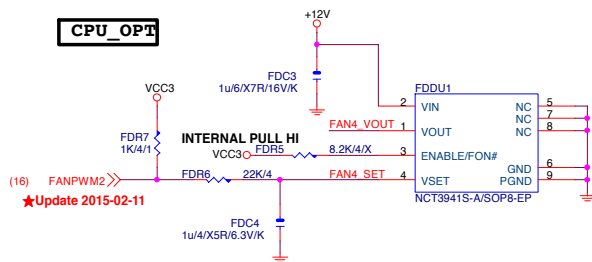 CPU_OPT
+12V
FDC3
1u/6/X7R/16V/K
VCC3
FDR7
1K/4/1
INTERNAL PULL HI
VCC3
FDR5
8.2K/4/X
FAN4_VOUT
FDDU1
2
VIN
NC
5
NC
7
1
VOUT
NC
8
3
ENABLE/FON#
GND
6
4
VSET
PGND
9
NCT3941S-A/SOP8-EP
(16)
FANPWM2
FDR6
22K/4
FAN4_SET
★Update 2015-02-11
FDC4
1u/4/X5R/6.3V/K